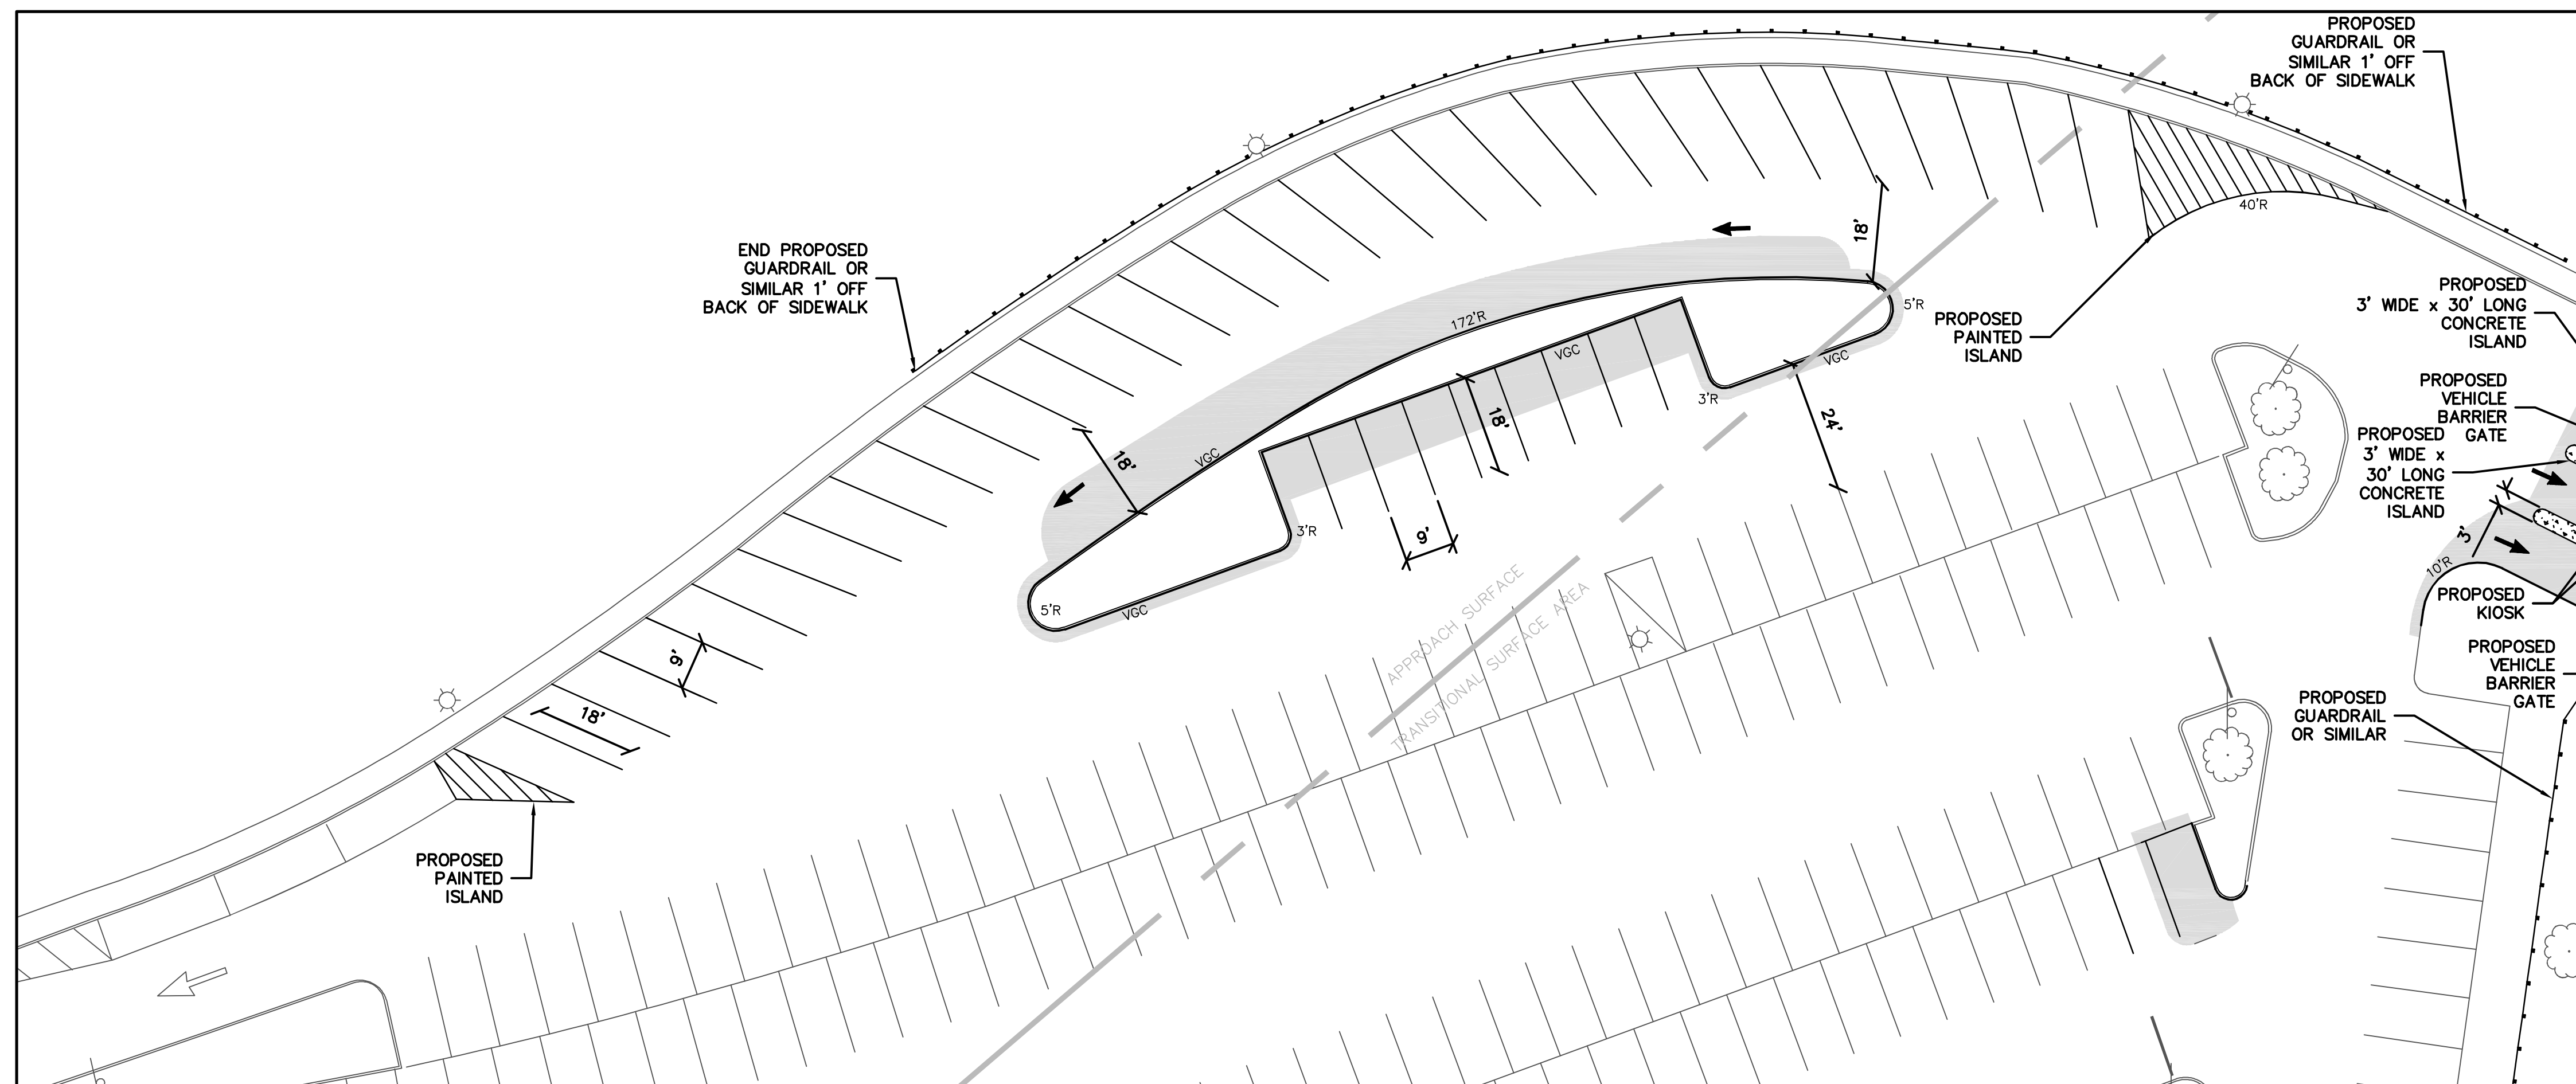 PROPOSED
GUARDRAIL OR
SIMILAR 1' OFF
BACK OF SIDEWALK
40'R
END PROPOSED
GUARDRAIL OR
SIMILAR 1' OFF
BACK OF SIDEWALK
18'
5'R
172'R
PROPOSED
PAINTED
ISLAND
PROPOSED
3' WIDE x 30' LONG
CONCRETE
ISLAND
VGC
VGC
3'R
PROPOSED
VEHICLE
BARRIER
GATE
18'
24'
VGC
18'
PROPOSED
3' WIDE x
30' LONG
CONCRETE
ISLAND
3'R
9'
3'
10'R
5'R
VGC
APPROACH SURFACE
TRANSITIONAL SURFACE AREA
PROPOSED
KIOSK
9'
18'
PROPOSED
VEHICLE
BARRIER
GATE
PROPOSED
GUARDRAIL
OR SIMILAR
PROPOSED
PAINTED
ISLAND